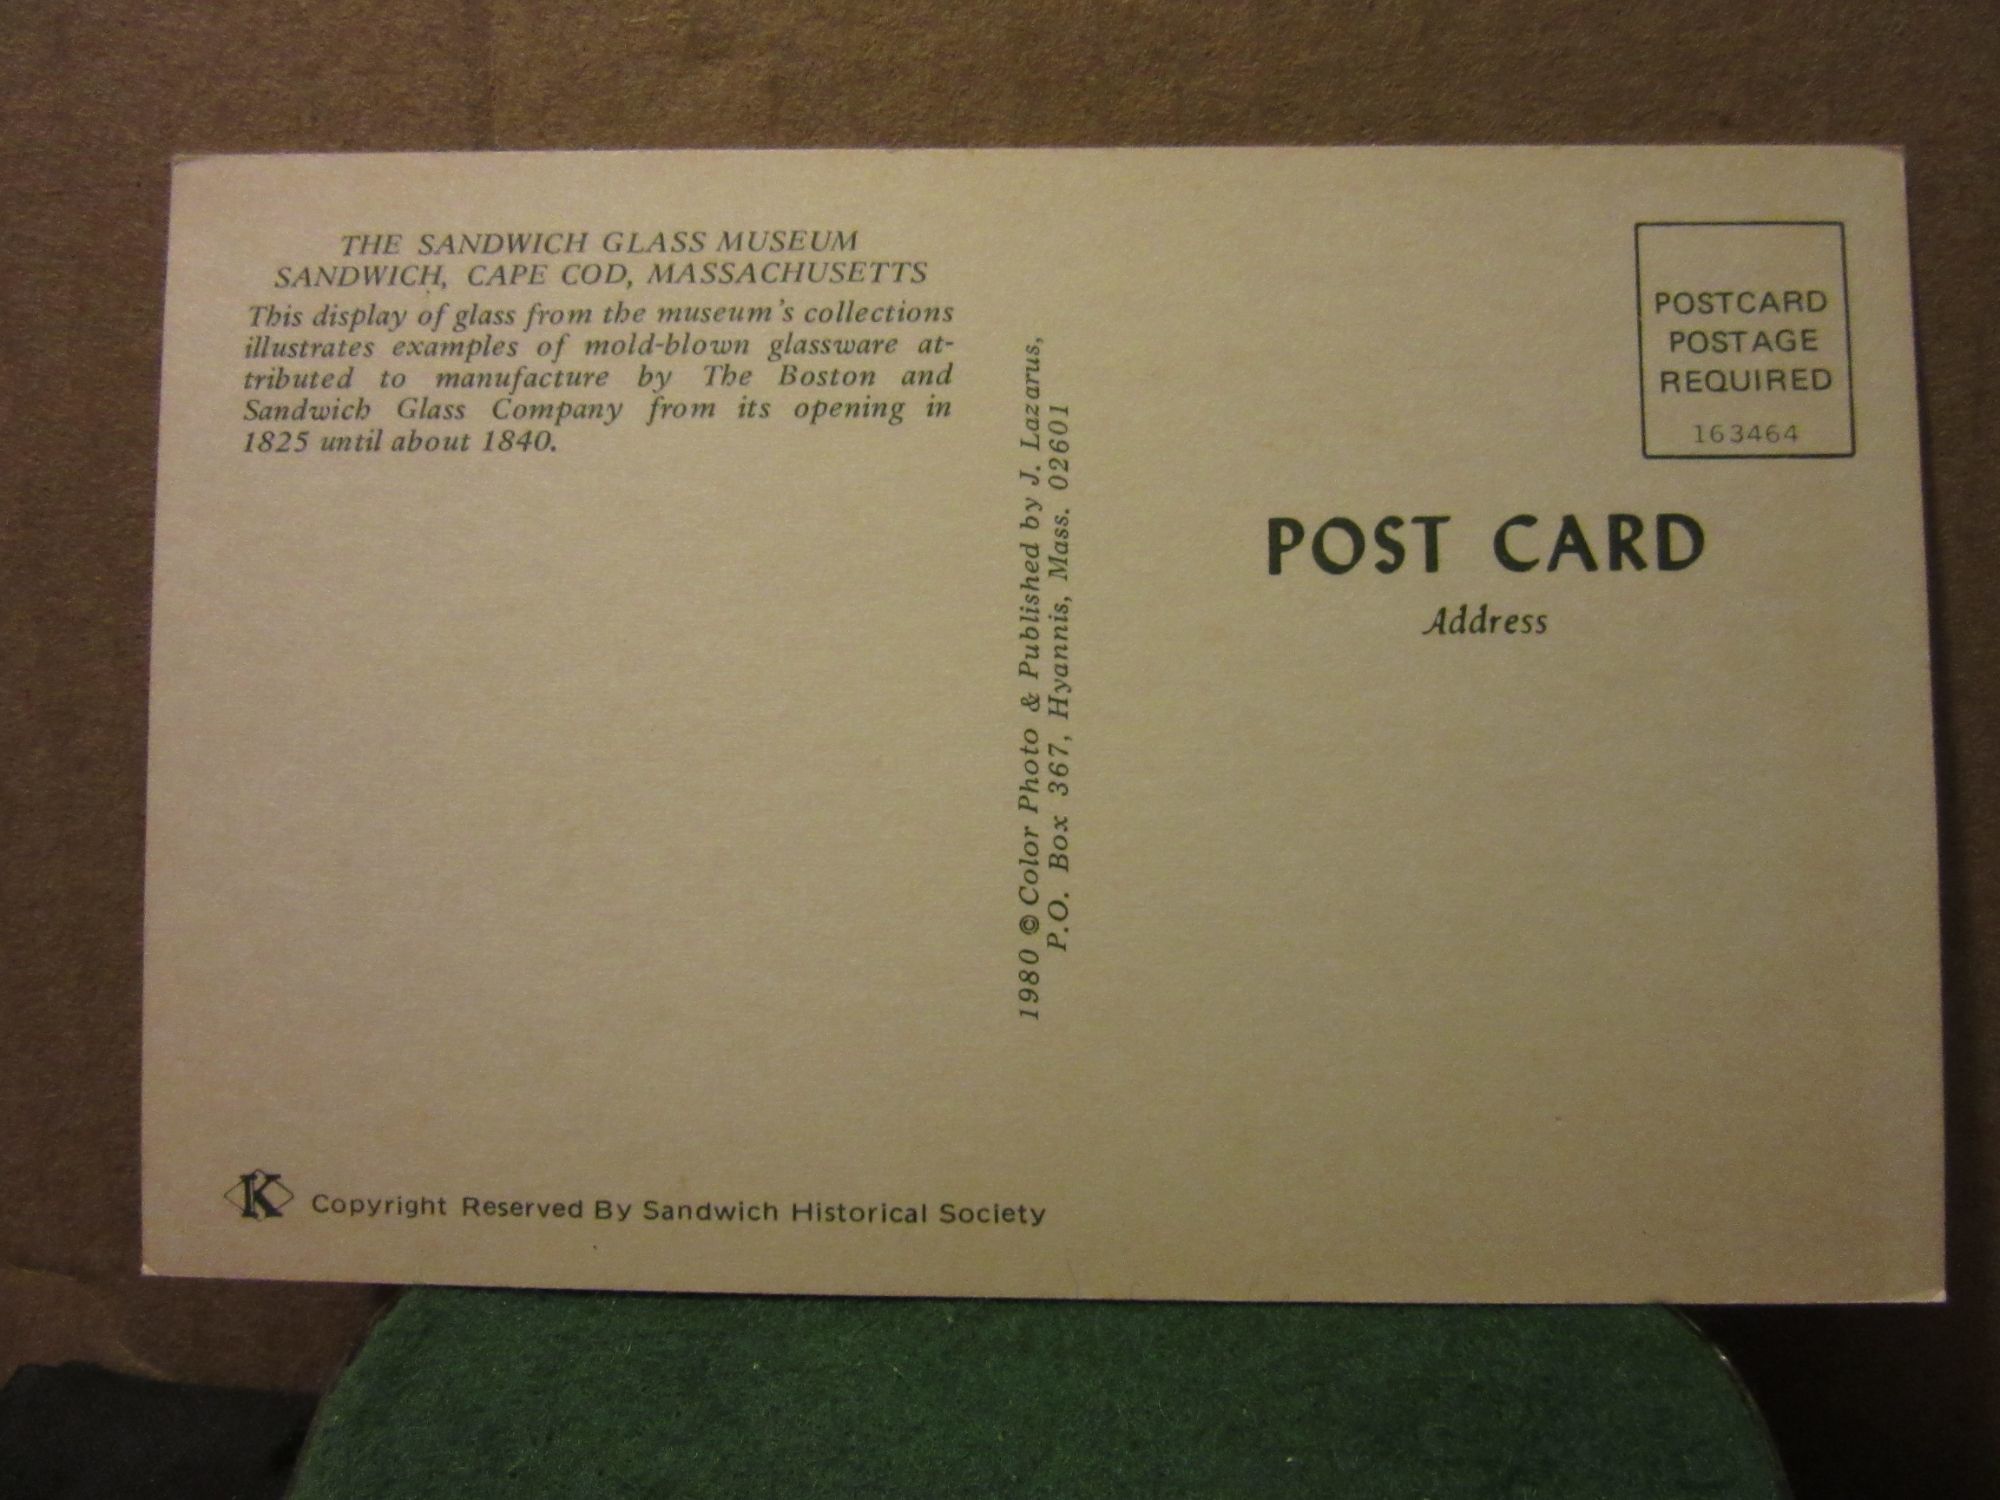 THE SANDWICH GLASS MUSEUM
SANDWICH, CAPE COD, MASSACHUSETTS
This display of glass from the museum's collections
illustrates examples of mold-blown glassware at-
tributed to manufacture by The Boston and
Sandwich Glass Company from its opening in
1825 until about 1840.
1980 © Color Photo & Published by J. Lazarus,
P.O. Box 367, Hyannis, Mass. 02601
POSTCARD
POSTAGE
REQUIRED
163464
POST CARD
Address
K
Copyright Reserved By Sandwich Historical Society